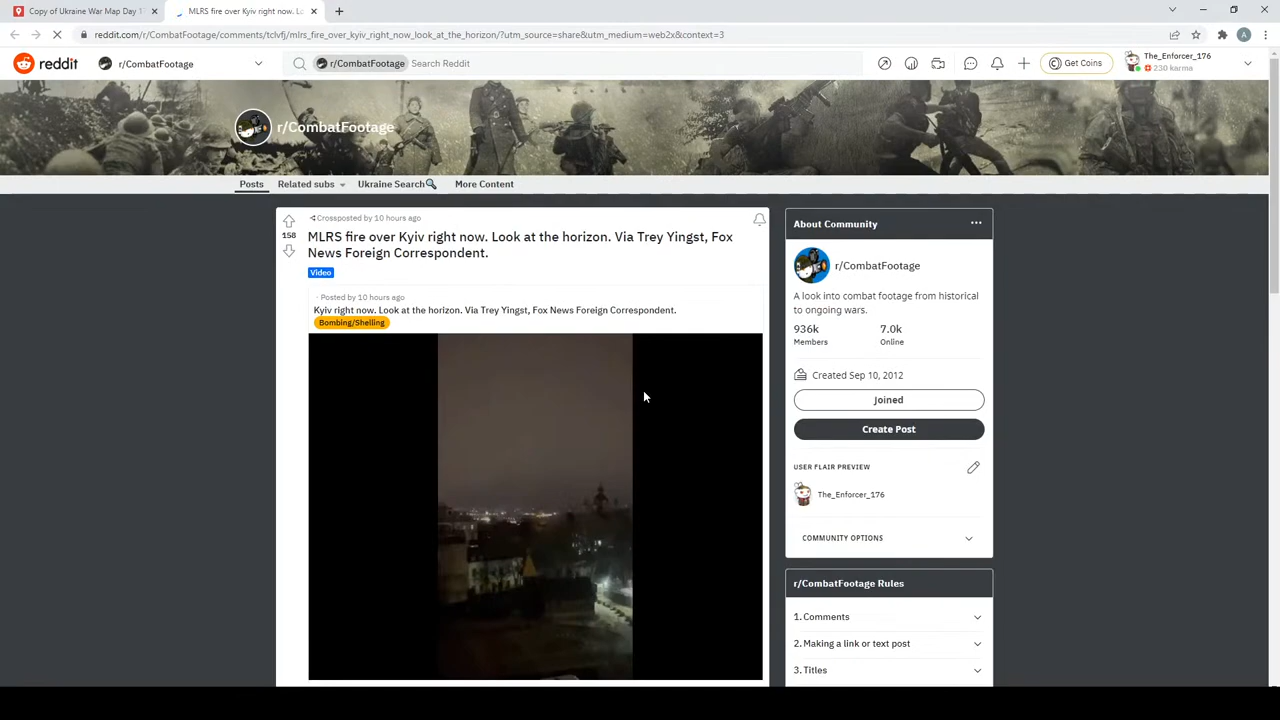 Copy of Ukraine War Map Day 1
MLRS fire over Kyiv right now. Lo
reddit.com/r/CombatFootage/comments/tclvfj/mlrs_fire_over_kyiv_right_now_look_at_the_horizon/?utm_source=share&utm_medium=web2x&context=3
A
reddit
r/CombatFootage
r/CombatFootage Search Reddit
Get Coins
The_Enforcer_176
230 karma
r/CombatFootage
Posts
Related subs
Ukraine Search
More Content
Crossposted by 10 hours ago
158
MLRS fire over Kyiv right now. Look at the horizon. Via Trey Yingst, Fox
News Foreign Correspondent.
Video
· Posted by 10 hours ago
Kyiv right now. Look at the horizon. Via Trey Yingst, Fox News Foreign Correspondent.
Bombing/Shelling
About Community
r/CombatFootage
A look into combat footage from historical
to ongoing wars.
936k
7.0k
Members
Online
Created Sep 10, 2012
Joined
Create Post
USER FLAIR PREVIEW
The_Enforcer_176
COMMUNITY OPTIONS
r/CombatFootage Rules
1. Comments
2. Making a link or text post
3. Titles